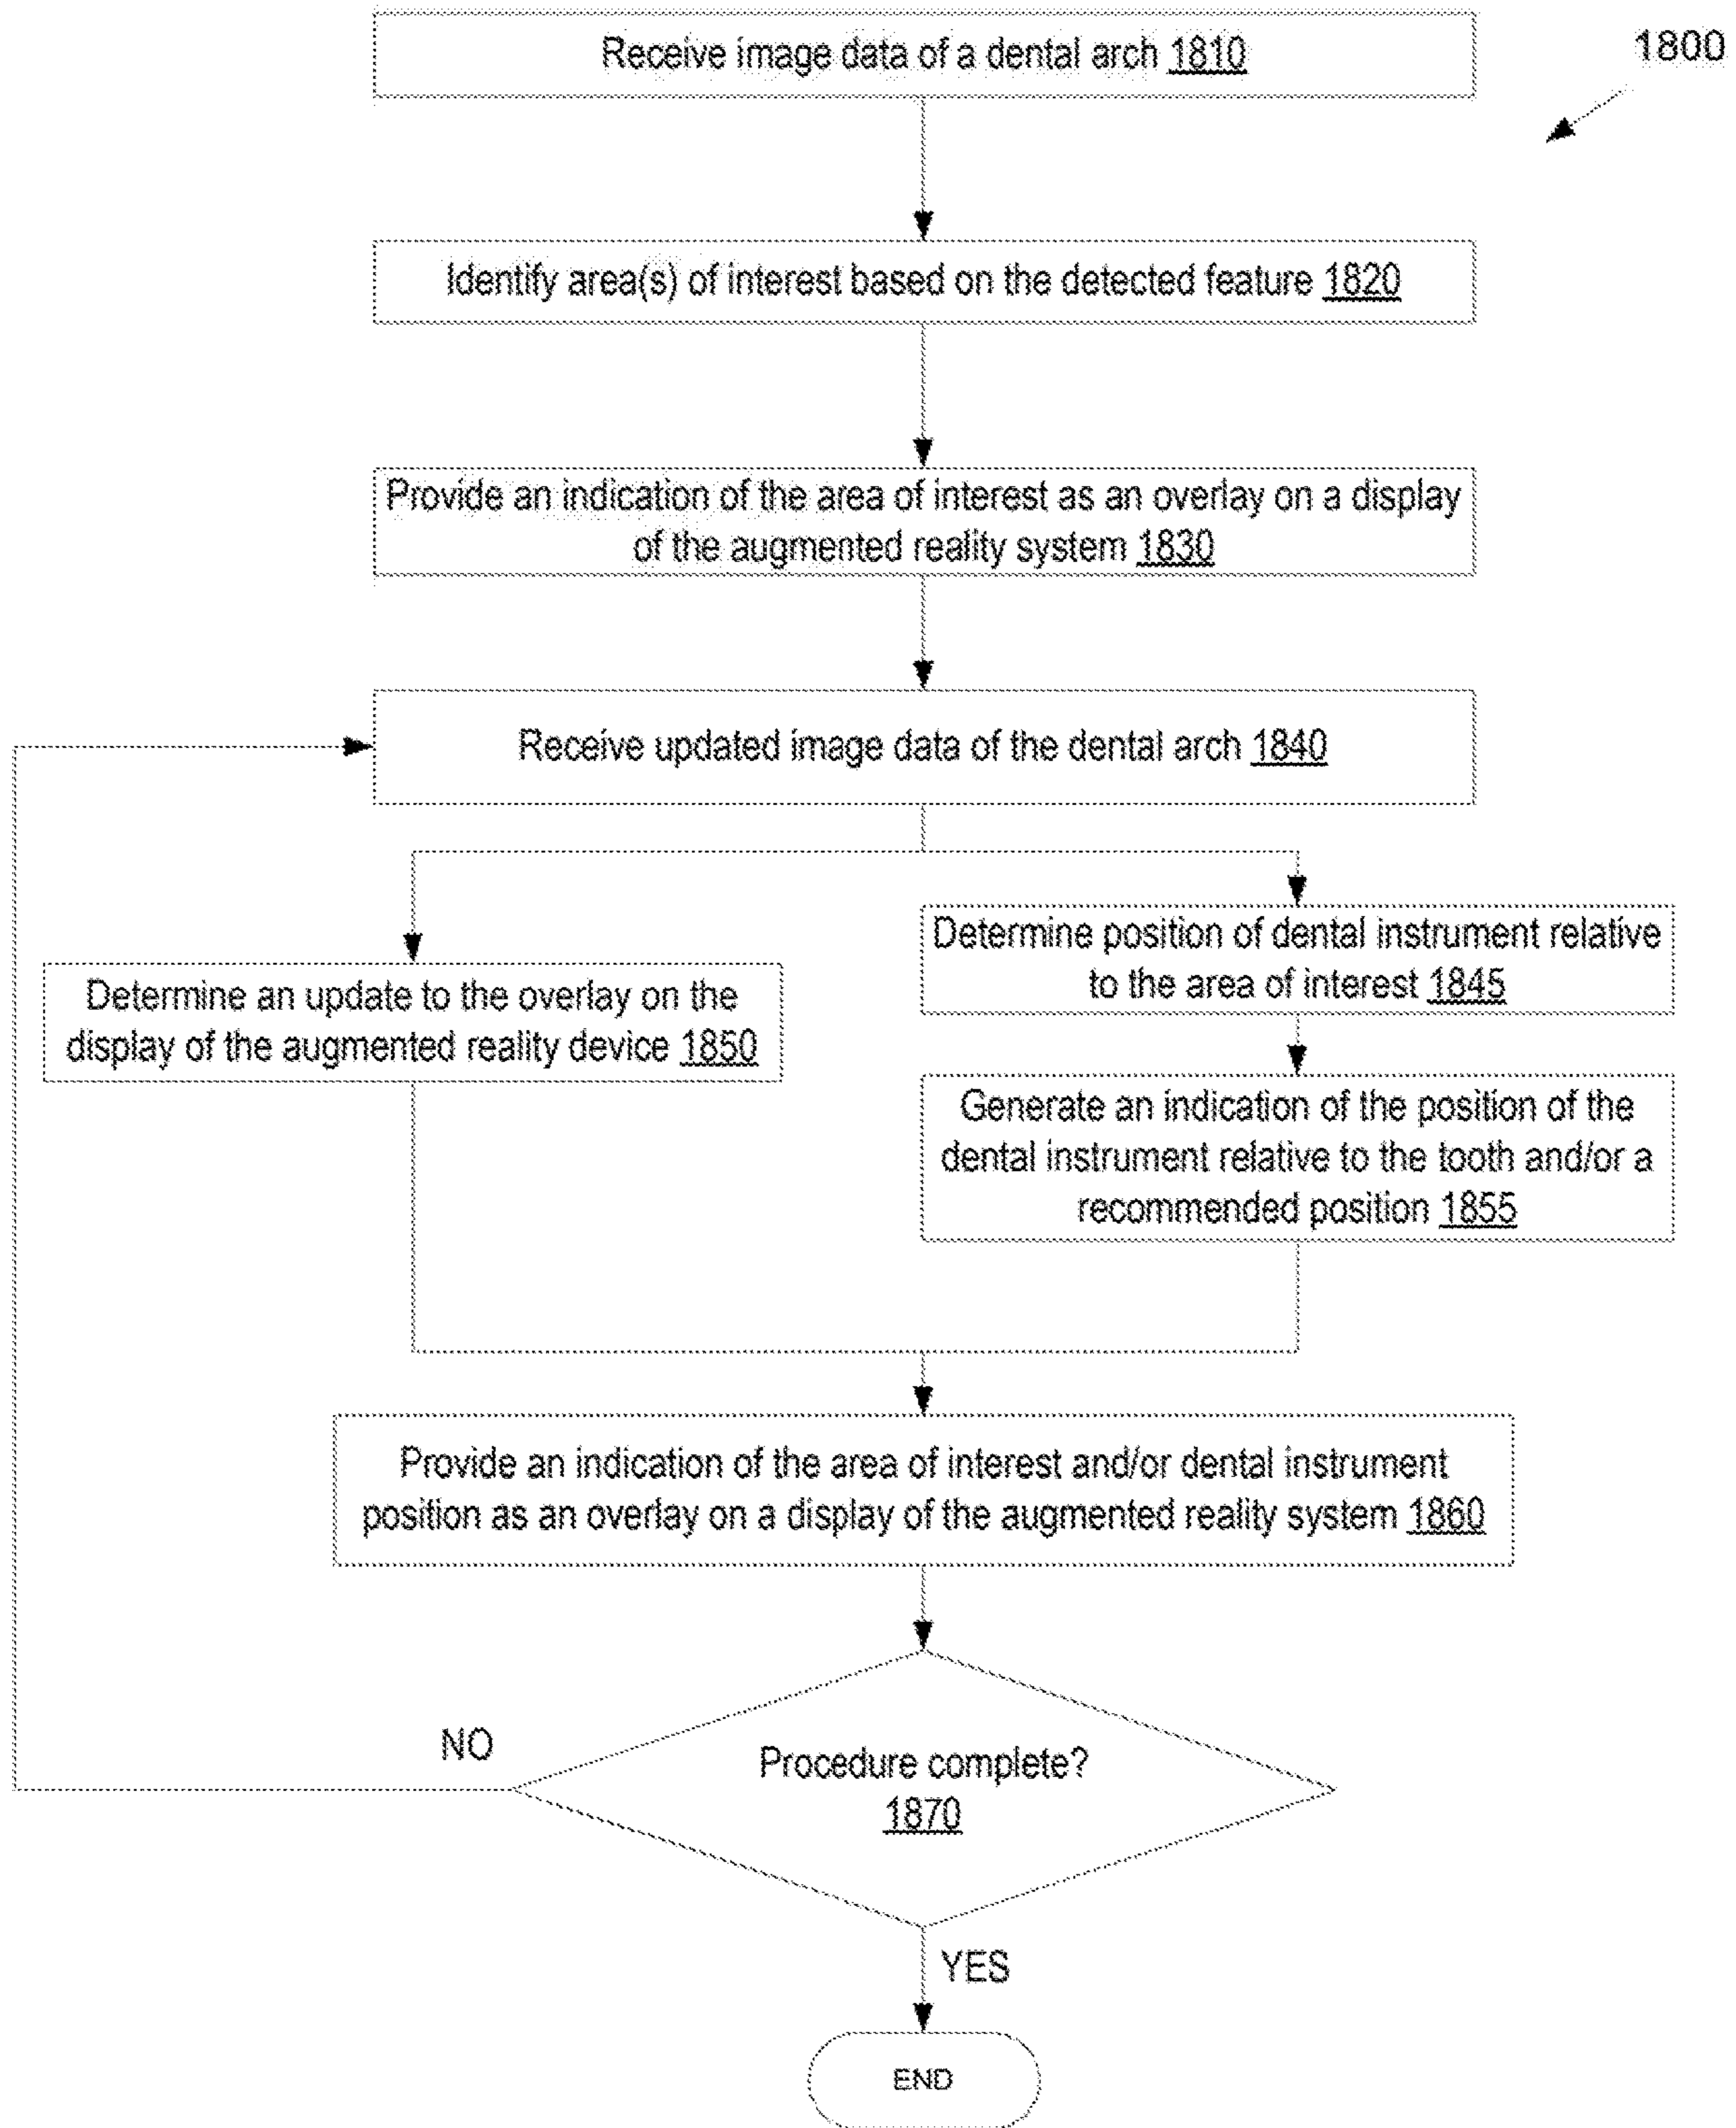 1800
Receive image data of a dental arch 1810
Identify area(s) of interest based on the detected feature 1820
Provide an indication of the area of interest as an overlay on a display
of the augmented reality system 1830
Receive updated image data of the dental arch 1840
Determine position of dental instrument relative
to the area of interest 1845
Determine an update to the overlay on the
display of the augmented reality device 1850
Generate an indication of the position of the
dental instrument relative to the tooth and/or a
recommended position 1855
Provide an indication of the area of interest and/or dental instrument
position as an overlay on a display of the augmented reality system 1860
NO
Procedure complete?
1870
YES
END